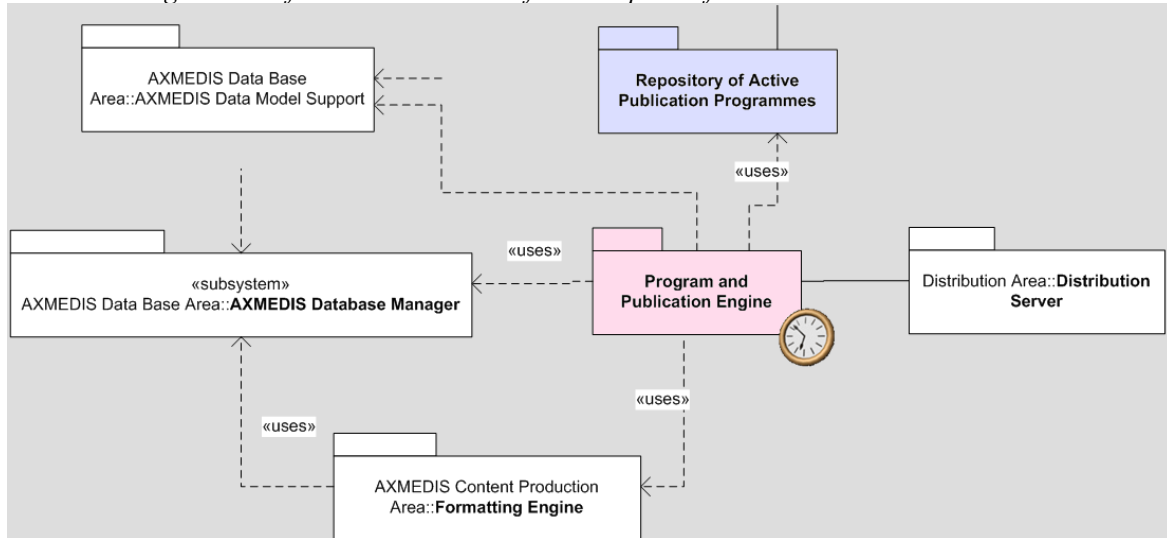 AXMEDIS Data Base
Area::AXMEDIS Data Model Support
Repository of Active
Publication Programmes
«uses»
«uses»
«subsystem»
AXMEDIS Data Base Area::AXMEDIS Database Manager
Program and
Publication Engine
Distribution Area::Distribution
Server
«uses»
«uses»
AXMEDIS Content Production
Area::Formatting Engine